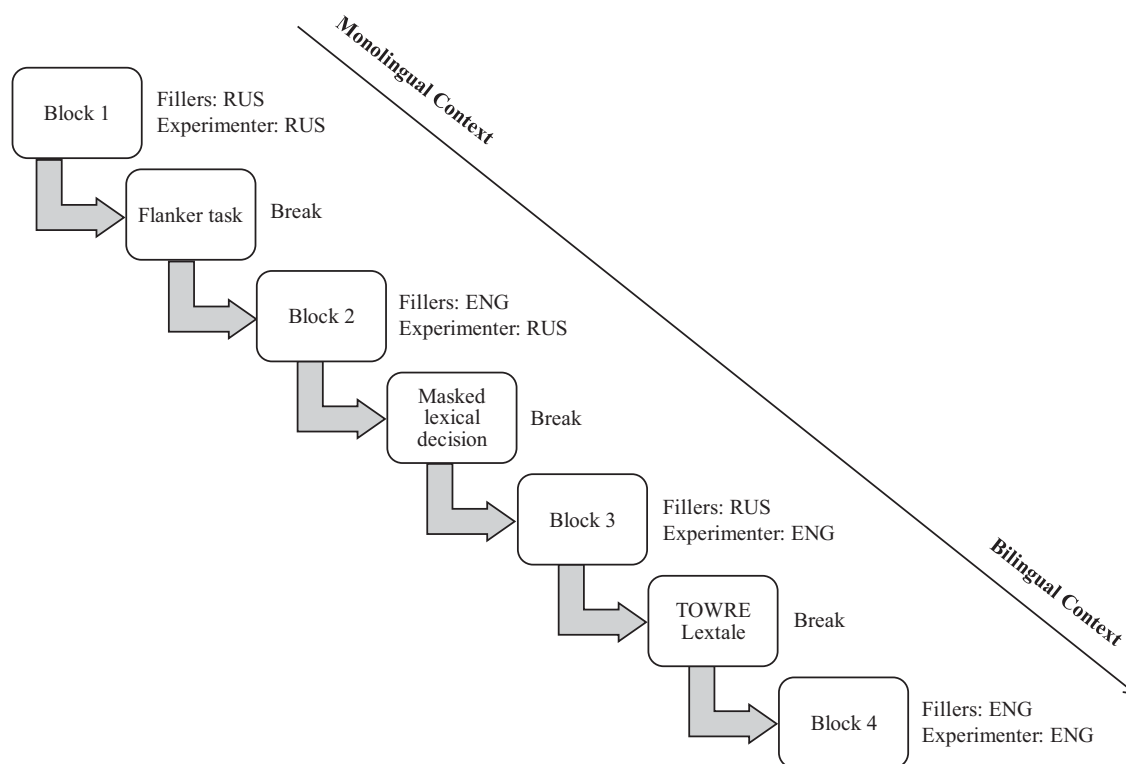 Monolingual Context
Block 1
Fillers: RUS
Experimenter: RUS
Flanker task
Break
Block 2
Fillers: ENG
Experimenter: RUS
Masked
lexical
decision
Break
Block 3
Fillers: RUS
Experimenter: ENG
Bilingual Context
TOWRE
Lextale
Break
Block 4
Fillers: ENG
Experimenter: ENG